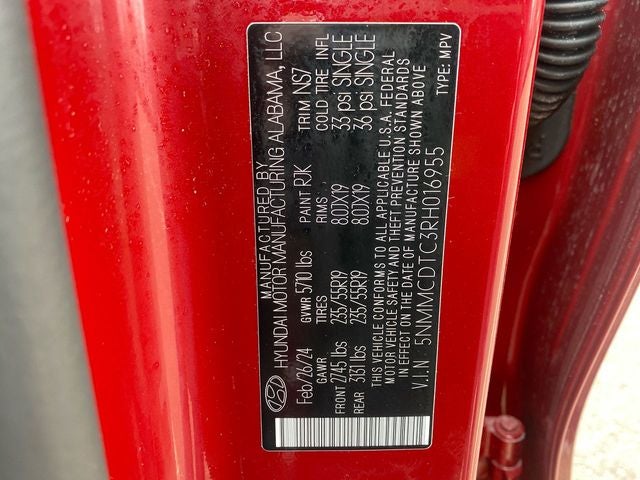 MANUFACTURED BY
HYUNDAI MOTOR MANUFACTURING ALABAMA, LLC
Feb/26/24 GVWR 5710 lbs PAINT RJK TRIM NS7
GAWR TIRES RIMS COLD TIRE INFL
FRONT 2745 lbs 235/55R19 8.0JX19 33 psi SINGLE
REAR 3131 lbs 235/55R19 8.0JX19 36 psi SINGLE
THIS VEHICLE CONFORMS TO ALL APPLICABLE U.S.A. FEDERAL
MOTOR VEHICLE SAFETY AND THEFT PREVENTION STANDARDS
IN EFFECT ON THE DATE OF MANUFACTURE SHOWN ABOVE
V.I.N: 5NMMCDTC3RH016955 TYPE: MPV